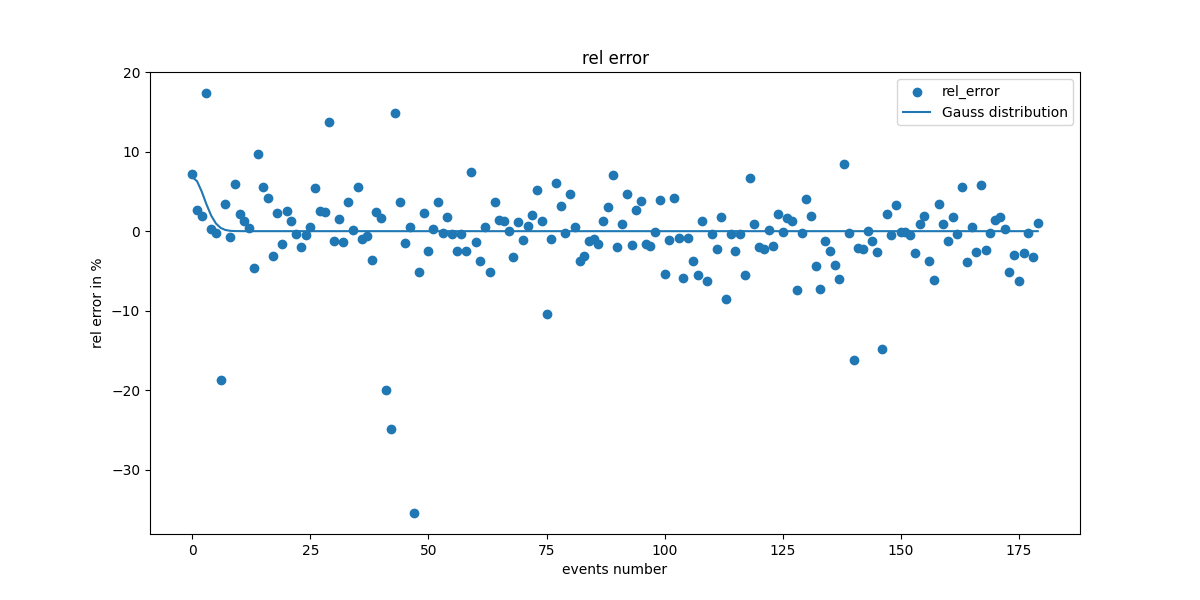 rel error
20
10
0
−10
−20
−30
rel error in %
0
25
50
75
100
125
150
175
events number
rel_error
Gauss distribution